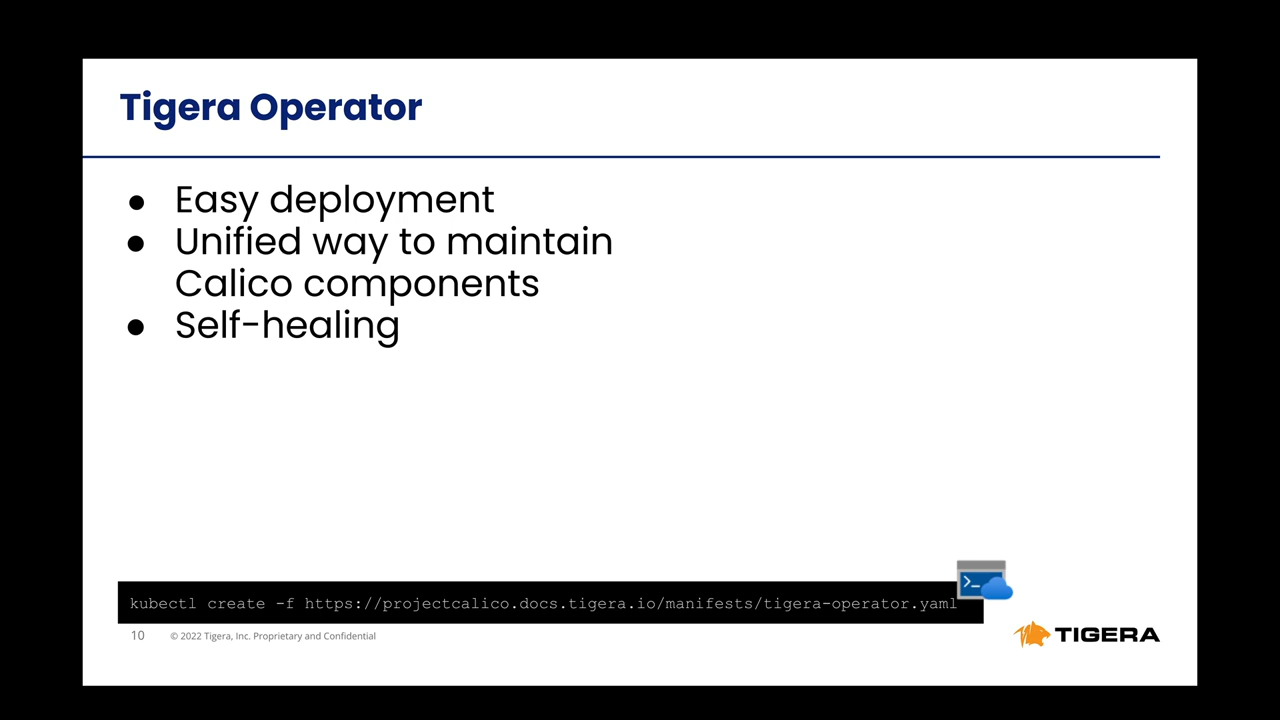 Tigera Operator
● Easy deployment
● Unified way to maintain
Calico components
● Self-healing
>_
kubectl create -f https://projectcalico.docs.tigera.io/manifests/tigera-operator.yaml
10 © 2022 Tigera, Inc. Proprietary and Confidential
TIGERA